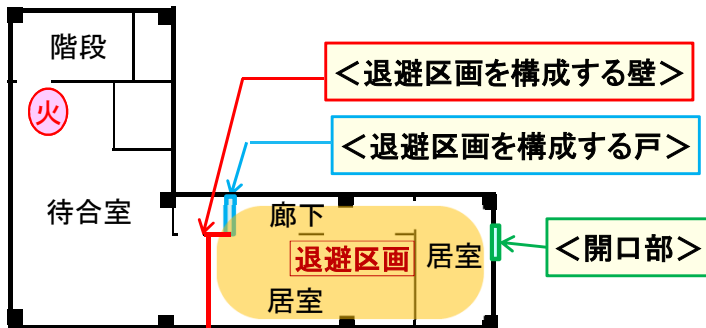 階段
＜退避区画を構成する壁＞
火
＜退避区画を構成する戸＞
待合室
廊下
退避区画
居室
＜開口部＞
居室